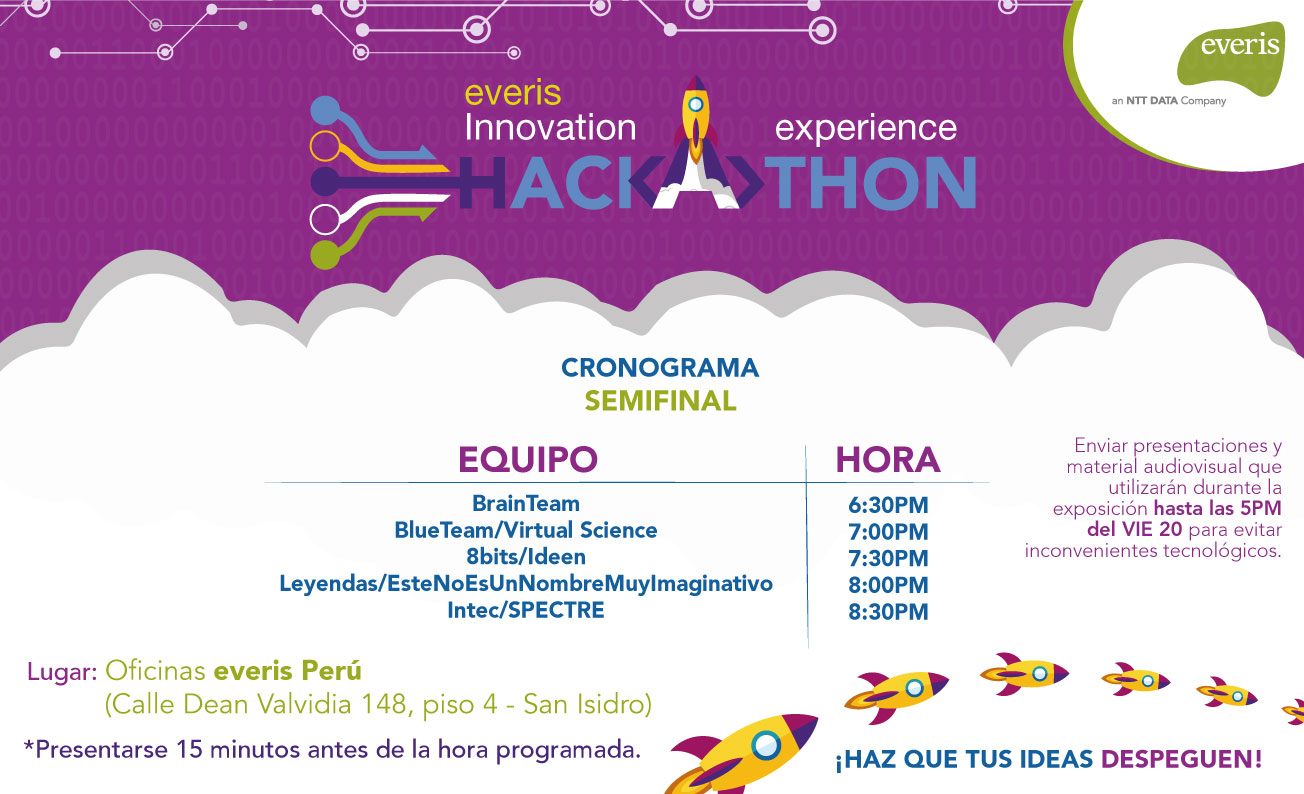 everis
an NTT DATA Company
everis
Innovation experience
HACKATHON
CRONOGRAMA
SEMIFINAL
EQUIPO HORA
BrainTeam 6:30PM
BlueTeam/Virtual Science 7:00PM
8bits/Ideen 7:30PM
Leyendas/EsteNoEsUnNombreMuyImaginativo 8:00PM
Intec/SPECTRE 8:30PM
Enviar presentaciones y
material audiovisual que
utilizarán durante la
exposición hasta las 5PM
del VIE 20 para evitar
inconvenientes tecnológicos.
Lugar: Oficinas everis Perú
(Calle Dean Valvidia 148, piso 4 - San Isidro)
*Presentarse 15 minutos antes de la hora programada.
¡HAZ QUE TUS IDEAS DESPEGUEN!